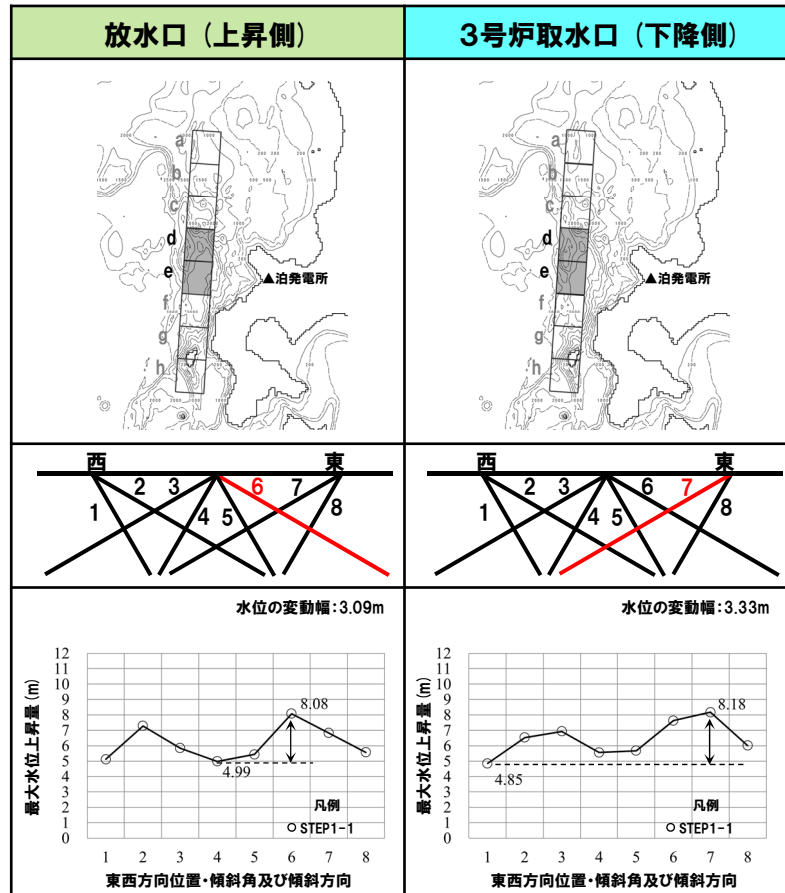 放水口（上昇側）
3号炉取水口（下降側）
a
b
c
d
e
f
g
h
▲泊発電所
a
b
c
d
e
f
g
h
▲泊発電所
西
東
1
2
3
4
5
6
7
8
西
東
1
2
3
4
5
6
7
8
水位の変動幅:3.09m
最大水位上昇量(m)
12
11
10
9
8
7
6
5
4
3
2
1
0
8.08
4.99
凡例
○STEP1-1
1 2 3 4 5 6 7 8
東西方向位置・傾斜角及び傾斜方向
水位の変動幅:3.33m
最大水位上昇量(m)
12
11
10
9
8
7
6
5
4
3
2
1
0
8.18
4.85
凡例
○STEP1-1
1 2 3 4 5 6 7 8
東西方向位置・傾斜角及び傾斜方向